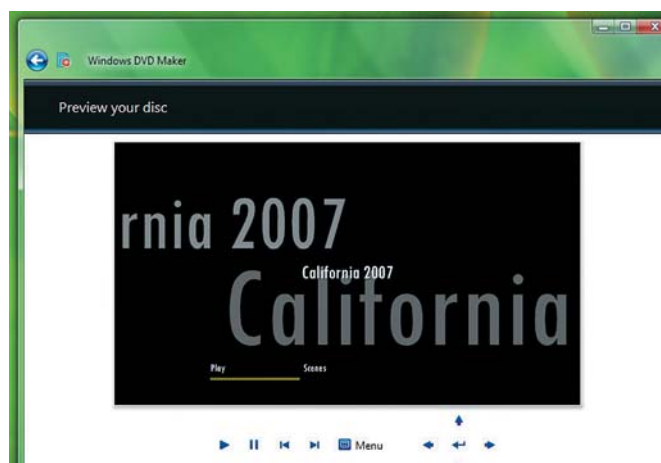 Windows DVD Maker
Preview your disc
rnia 2007
California 2007
California
Play Scenes
Menu